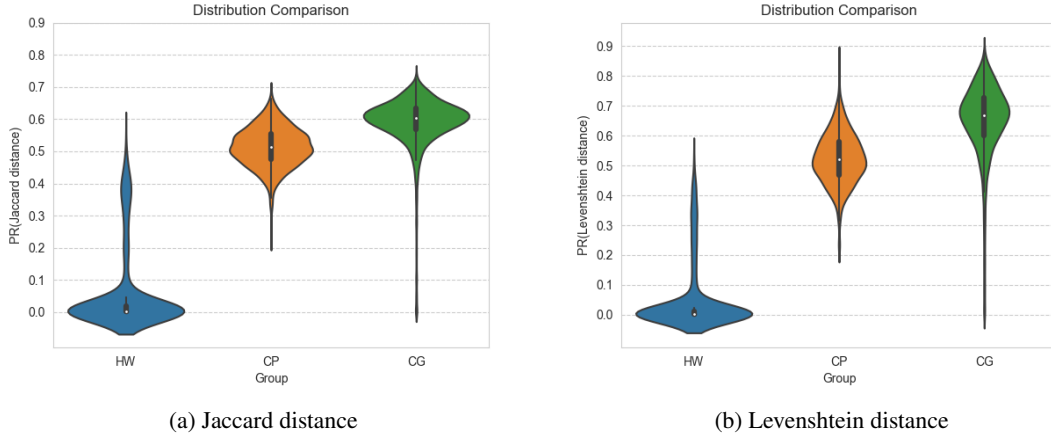 Distribution Comparison
0.9
0.8
0.7
0.6
0.5
0.4
0.3
0.2
0.1
0.0
PR(Jaccard distance)
HW CP CG
Group
(a) Jaccard distance
Distribution Comparison
0.9
0.8
0.7
0.6
0.5
0.4
0.3
0.2
0.1
0.0
PR(Levenshtein distance)
HW CP CG
Group
(b) Levenshtein distance